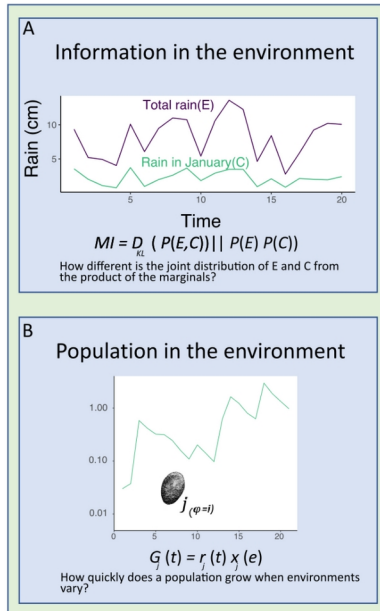 A
Information in the environment
Total rain(E)
Rain in January(C)
Rain (cm)
10
5
5
10
15
20
Time
MI = D_KL ( P(E,C))|| P(E) P(C))
How different is the joint distribution of E and C from
the product of the marginals?
B
Population in the environment
1.00
0.10
0.01
j(φ=i)
0
5
10
15
20
G_j (t) = r_i (t) x_j (e)
How quickly does a population grow when environments
vary?